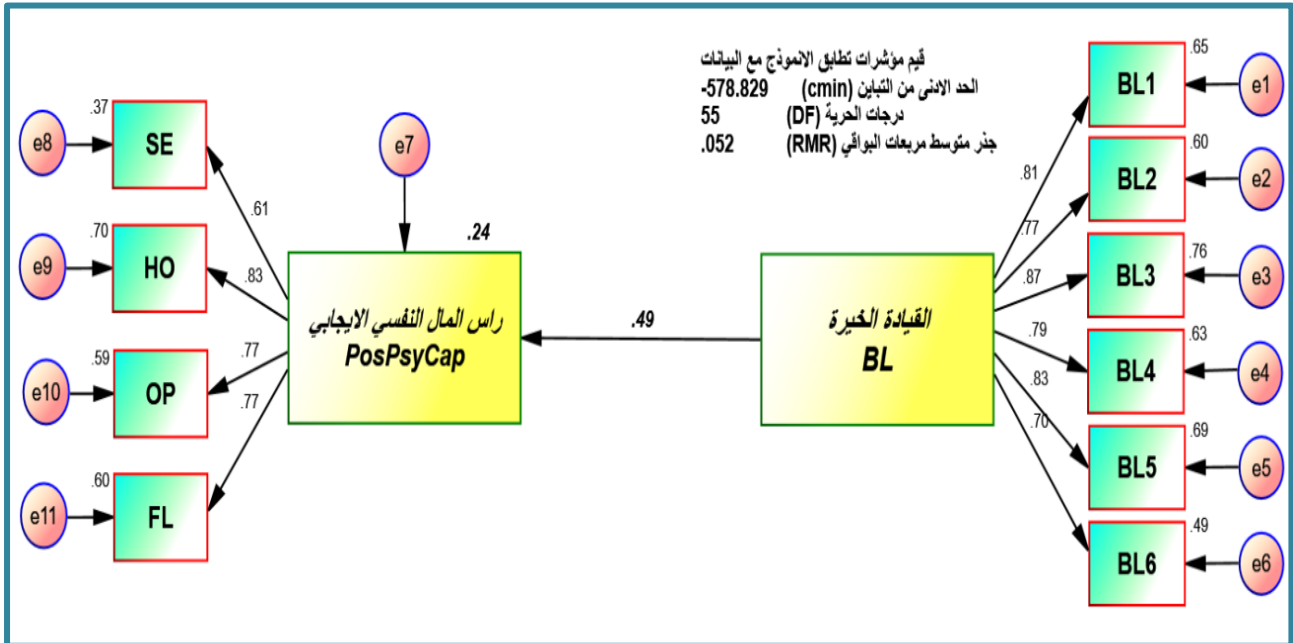 قيم مؤشرات تطابق الانموذج مع البيانات
الحد الادنى من التباين (cmin) -578.829
درجات الحرية (DF) 55
جذر متوسط مربعات البواقي (RMR) .052
e8
.37
SE
.61
e9
.70
HO
.83
e10
.59
OP
.77
e11
.60
FL
.77
e7
.24
راس المال النفسي الايجابي
PosPsyCap
.49
القيادة الخيرة
BL
.81
.65
BL1
e1
.77
.60
BL2
e2
.87
.76
BL3
e3
.79
.63
BL4
e4
.83
.69
BL5
e5
.70
.49
BL6
e6